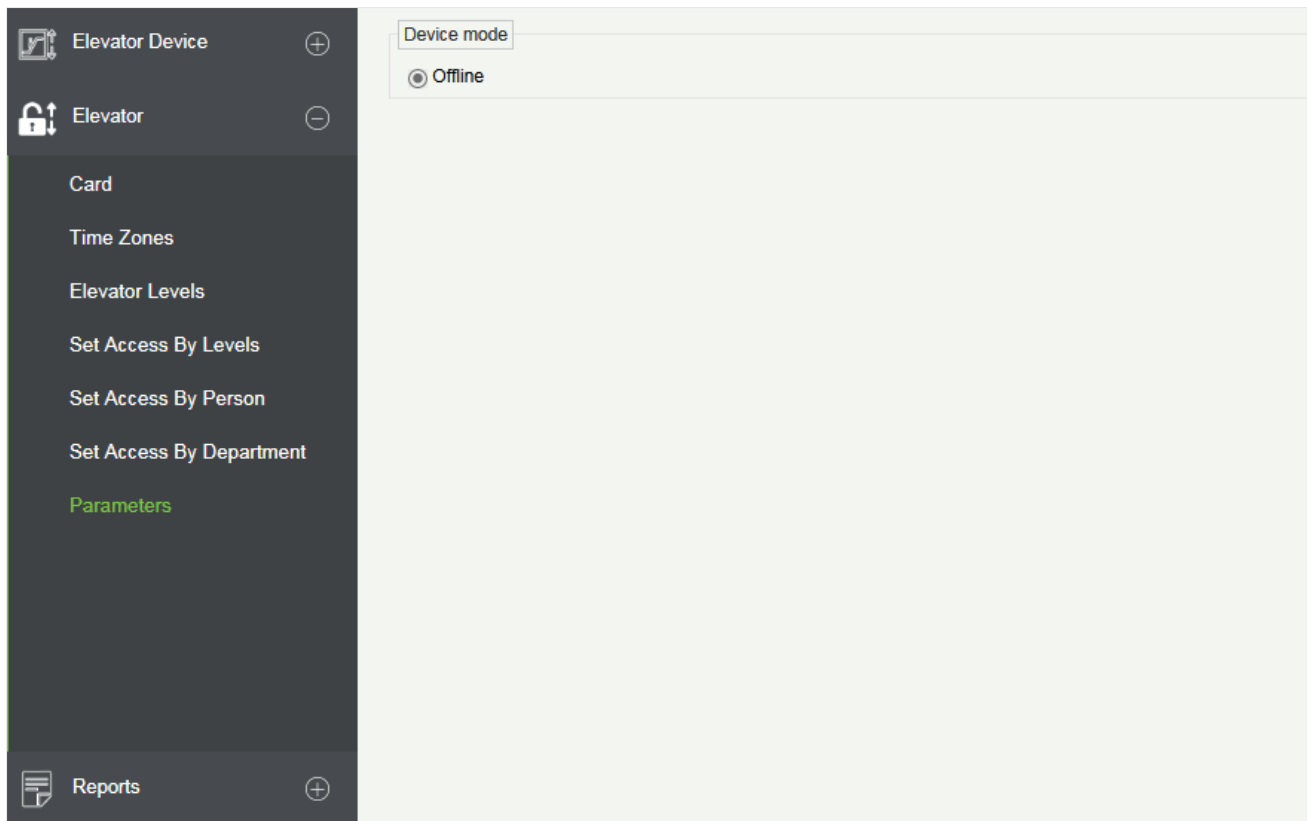 Elevator Device
Elevator
Card
Time Zones
Elevator Levels
Set Access By Levels
Set Access By Person
Set Access By Department
Parameters
Reports
Device mode
Offline